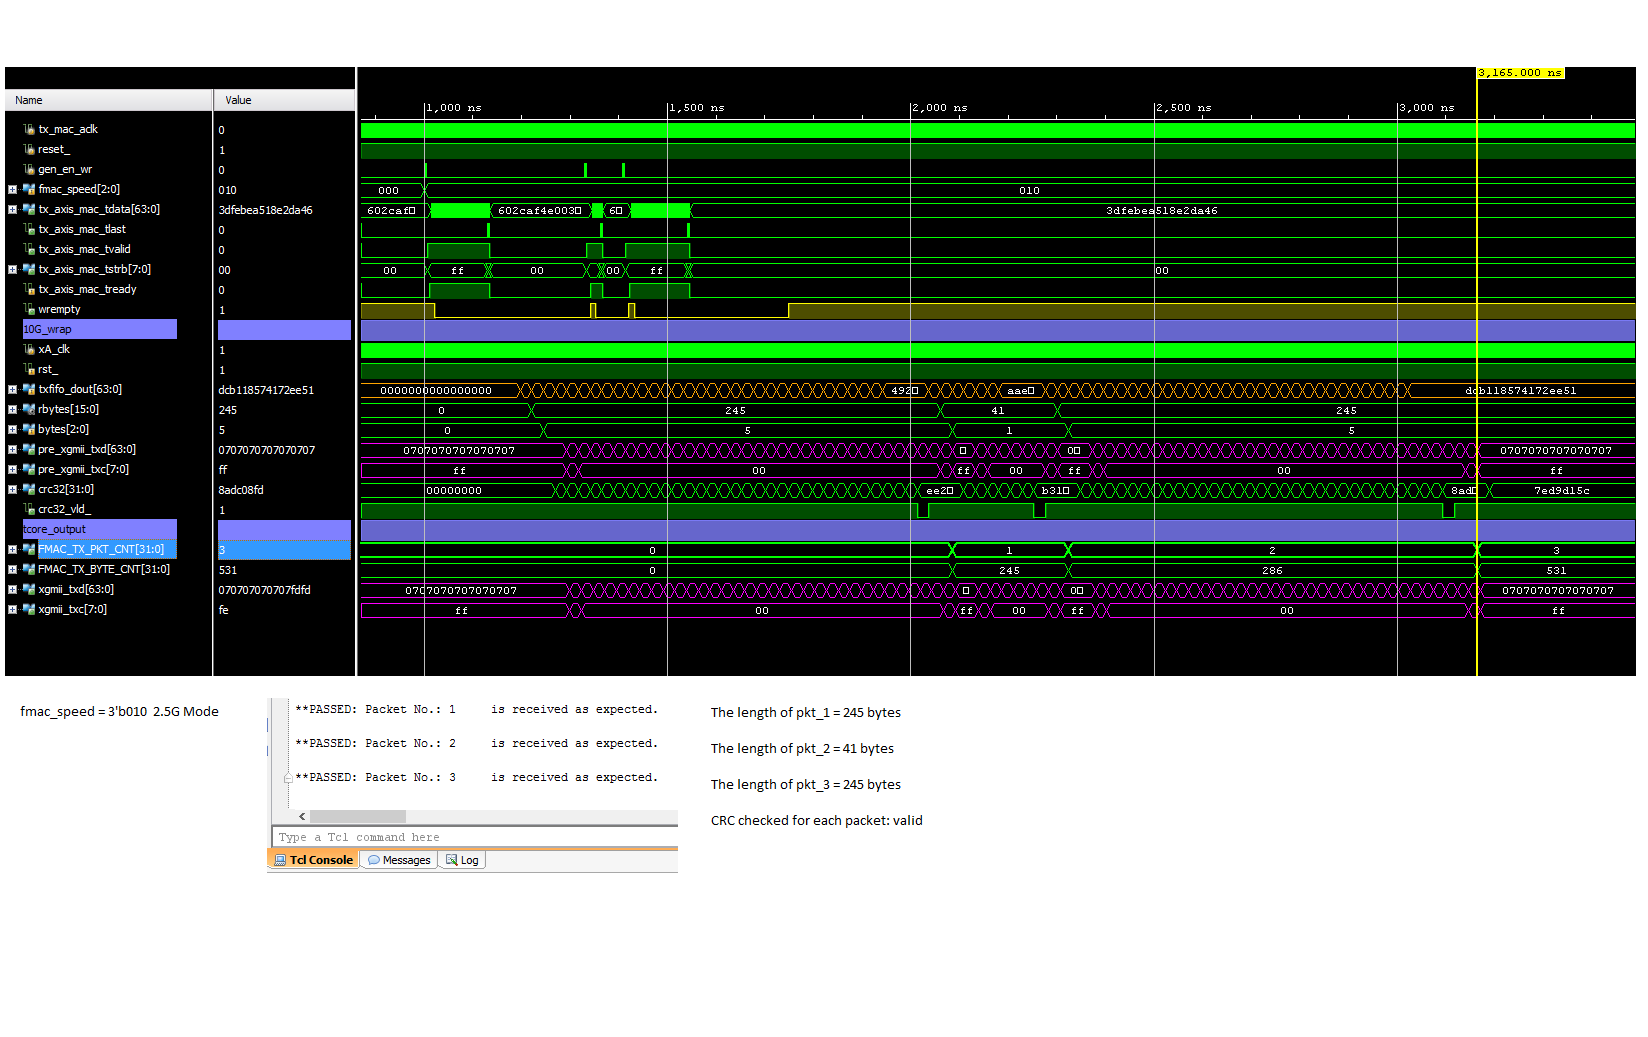 3,165.000 ns
Name Value
1,000 ns 1,500 ns 2,000 ns 2,500 ns 3,000 ns
tx_mac_aclk 0
reset_ 1
gen_en_wr 0
fmac_speed[2:0] 010 000 010
tx_axis_mac_tdata[63:0] 3dfebea518e2da46 602caf 602caf4e003 6 3dfebea518e2da46
tx_axis_mac_tlast 0
tx_axis_mac_tvalid 0
tx_axis_mac_tstrb[7:0] 00 00 ff 00 00 ff 00
tx_axis_mac_tready 0
wrempty 1
10G_wrap
xA_clk 1
rst_ 1
txfifo_dout[63:0] dcb118574172ee51 0000000000000000 492 aae dcb118574172ee51
rbytes[15:0] 245 0 245 41 245
bytes[2:0] 5 0 5 1 5
pre_xgmii_txd[63:0] 0707070707070707 0707070707070707 0 0707070707070707
pre_xgmii_txc[7:0] ff ff 00 ff 00 ff 00 ff
crc32[31:0] 8adc08fd 00000000 ee2 b31 8ad 7ed9d15c
crc32_vld_ 1
tcore_output
FMAC_TX_PKT_CNT[31:0] 3 0 1 2 3
FMAC_TX_BYTE_CNT[31:0] 531 0 245 286 531
xgmii_txd[63:0] 070707070707fdfd 0707070707070707 0 0707070707070707
xgmii_txc[7:0] fe ff 00 ff 00 ff 00 ff
fmac_speed = 3'b010 2.5G Mode
**PASSED: Packet No.: 1 is received as expected.
**PASSED: Packet No.: 2 is received as expected.
**PASSED: Packet No.: 3 is received as expected.
Type a Tcl command here
Tcl Console Messages Log
The length of pkt_1 = 245 bytes
The length of pkt_2 = 41 bytes
The length of pkt_3 = 245 bytes
CRC checked for each packet: valid